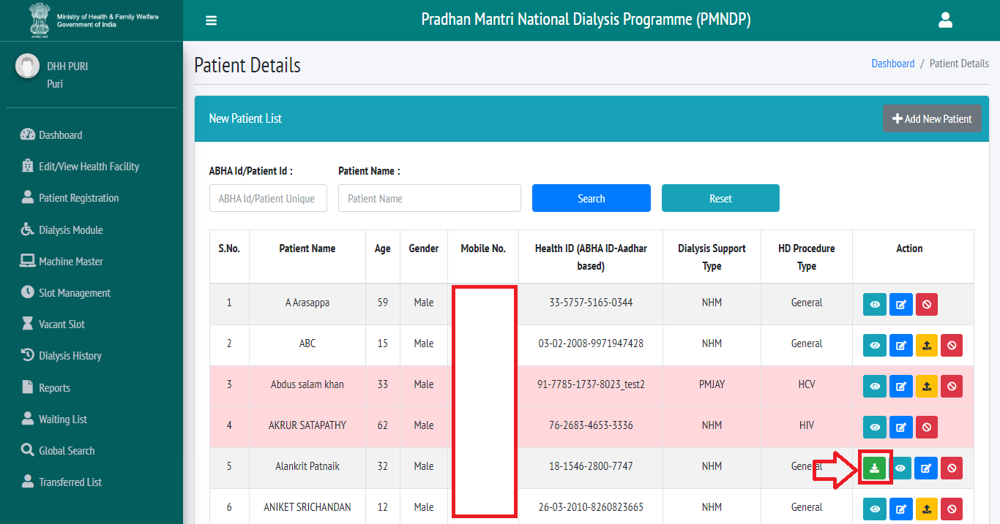 Ministry of Health & Family Welfare
Government of India
Pradhan Mantri National Dialysis Programme (PMNDP)
DHH PURI
Puri
Dashboard
Edit/View Health Facility
Patient Registration
Dialysis Module
Machine Master
Slot Management
Vacant Slot
Dialysis History
Reports
Waiting List
Global Search
Transferred List
Patient Details
Dashboard / Patient Details
New Patient List
Add New Patient
ABHA Id/Patient Id : Patient Name :
ABHA Id/Patient Unique Patient Name Search Reset
S.No. Patient Name Age Gender Mobile No. Health ID (ABHA ID-Aadhar based) Dialysis Support Type HD Procedure Type Action
1 A Arasappa 59 Male 33-5757-5165-0344 NHM General
2 ABC 15 Male 03-02-2008-9971947428 NHM General
3 Abdus salam khan 33 Male 91-7785-1737-8023_test2 PMJAY HCV
4 AKRUR SATAPATHY 62 Male 76-2683-4653-3336 NHM HIV
5 Alankrit Patnaik 32 Male 18-1546-2800-7747 NHM General
6 ANIKET SRICHANDAN 12 Male 26-03-2010-8260823665 NHM General